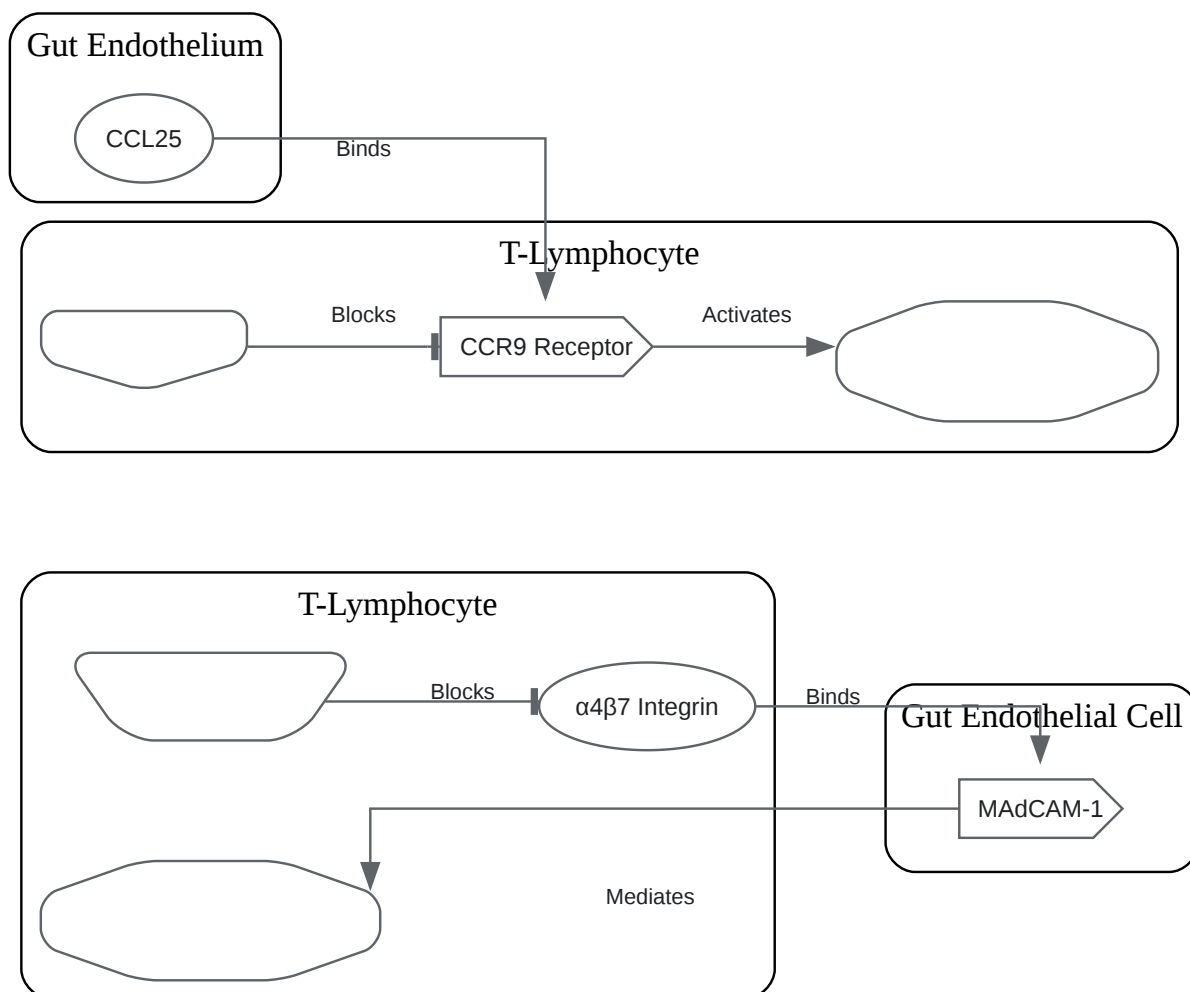 Gut Endothelium
CCL25
Binds
T-Lymphocyte
Blocks
CCR9 Receptor
Activates
T-Lymphocyte
Blocks
α4β7 Integrin
Binds
Gut Endothelial Cell
MAdCAM-1
Mediates